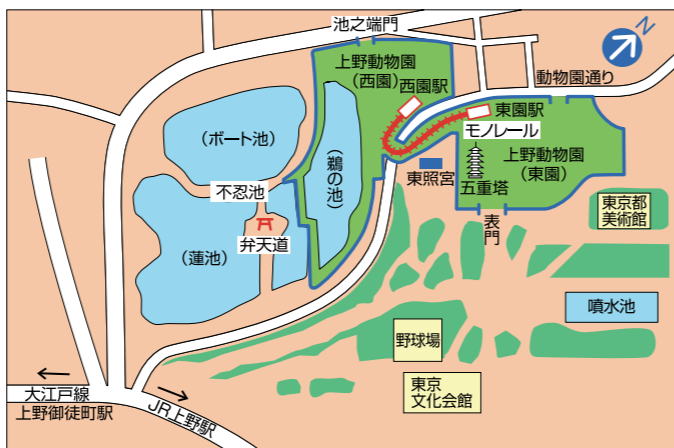 池之端門
N
上野動物園
(西園)
西園駅
動物園通り
東園駅
モノレール
上野動物園
(東園)
(ボート池)
(鵜の池)
東照宮
五重塔
不忍池
表門
東京都
美術館
弁天道
(蓮池)
噴水池
野球場
大江戸線
上野御徒町駅
JR上野駅
東京
文化会館